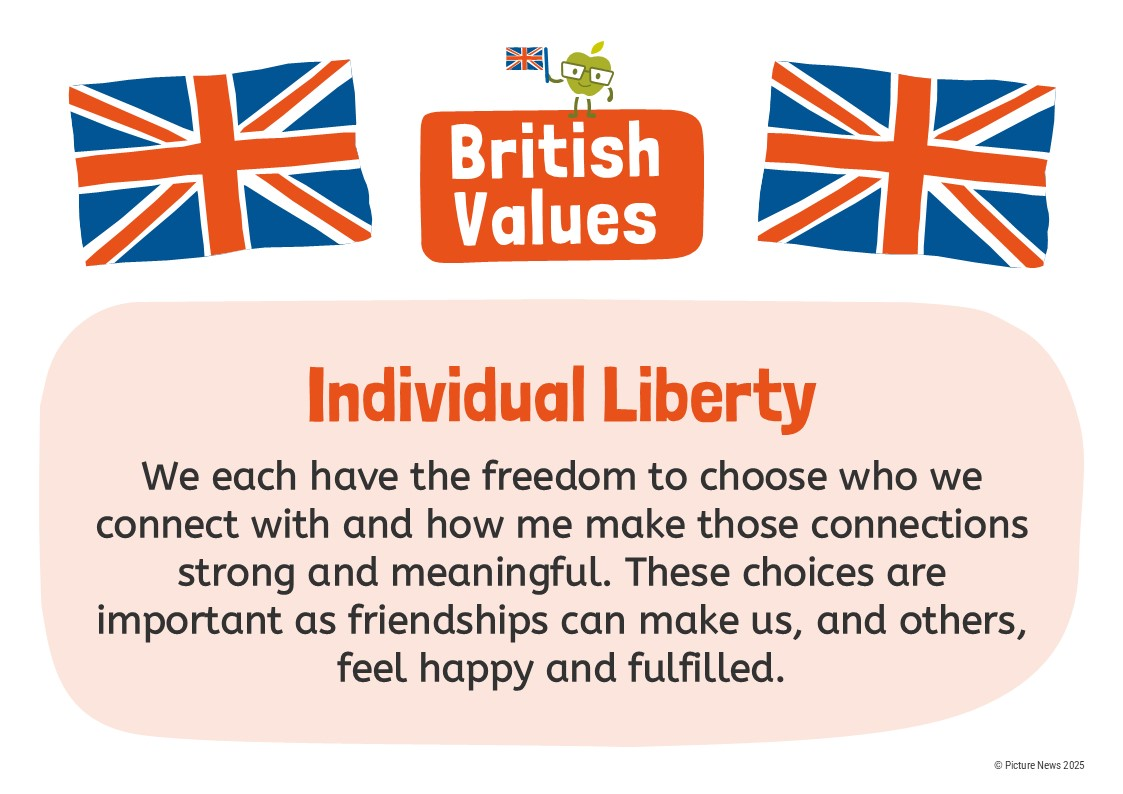 British
Values
Individual Liberty
We each have the freedom to choose who we
connect with and how me make those connections
strong and meaningful. These choices are
important as friendships can make us, and others,
feel happy and fulfilled.
© Picture News 2025